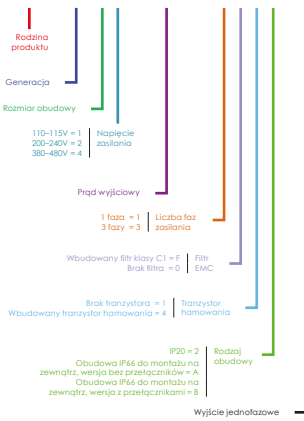 Rodzina
produktu
Generacja
Rozmiar obudowy
110–115V = 1
200–240V = 2
380–480V = 4
Napięcie
zasilania
Prąd wyjściowy
1 faza = 1
3 fazy = 3
Liczba faz
zasilania
Wbudowany filtr klasy C1 = F
Brak filtra = 0
Filtr
EMC
Brak tranzystora = 1
Wbudowany tranzystor hamowania = 4
Tranzystor
hamowania
IP20 = 2
Obudowa IP66 do montażu na
zewnątrz, wersja bez przełączników = A
Obudowa IP66 do montażu na
zewnątrz, wersja z przełącznikami = B
Rodzaj
obudowy
Wyjście jednofazowe